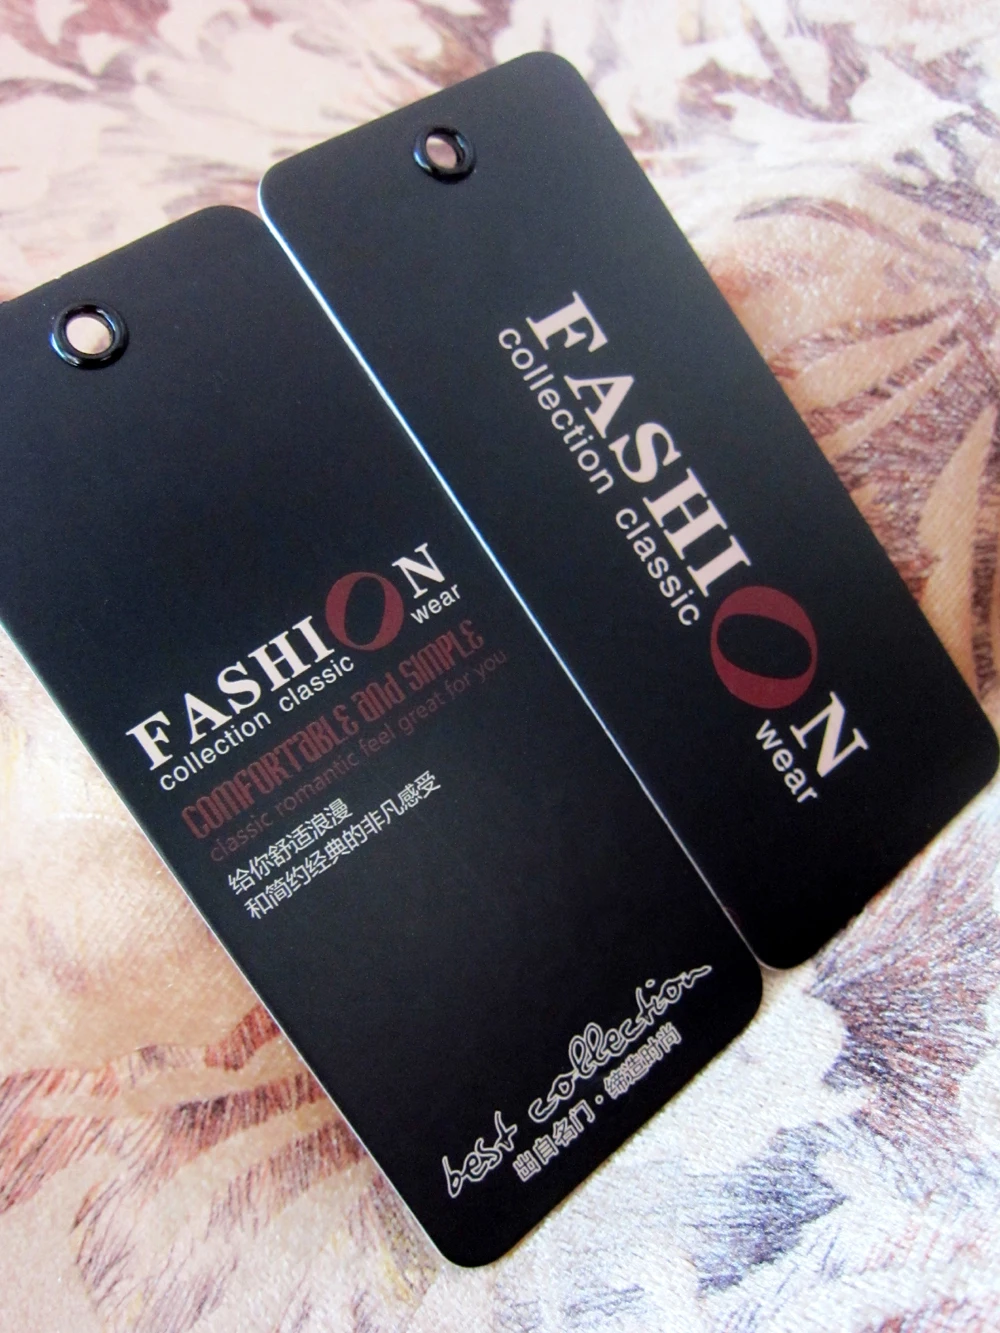 FASHION
collection classic wear
COMFORTABLE and SIMPLE
classic romantic feel great for you
给你舒适浪漫
和简约经典的非凡感受
best collection
出自名门·缔造时尚
FASHION
collection classic wear